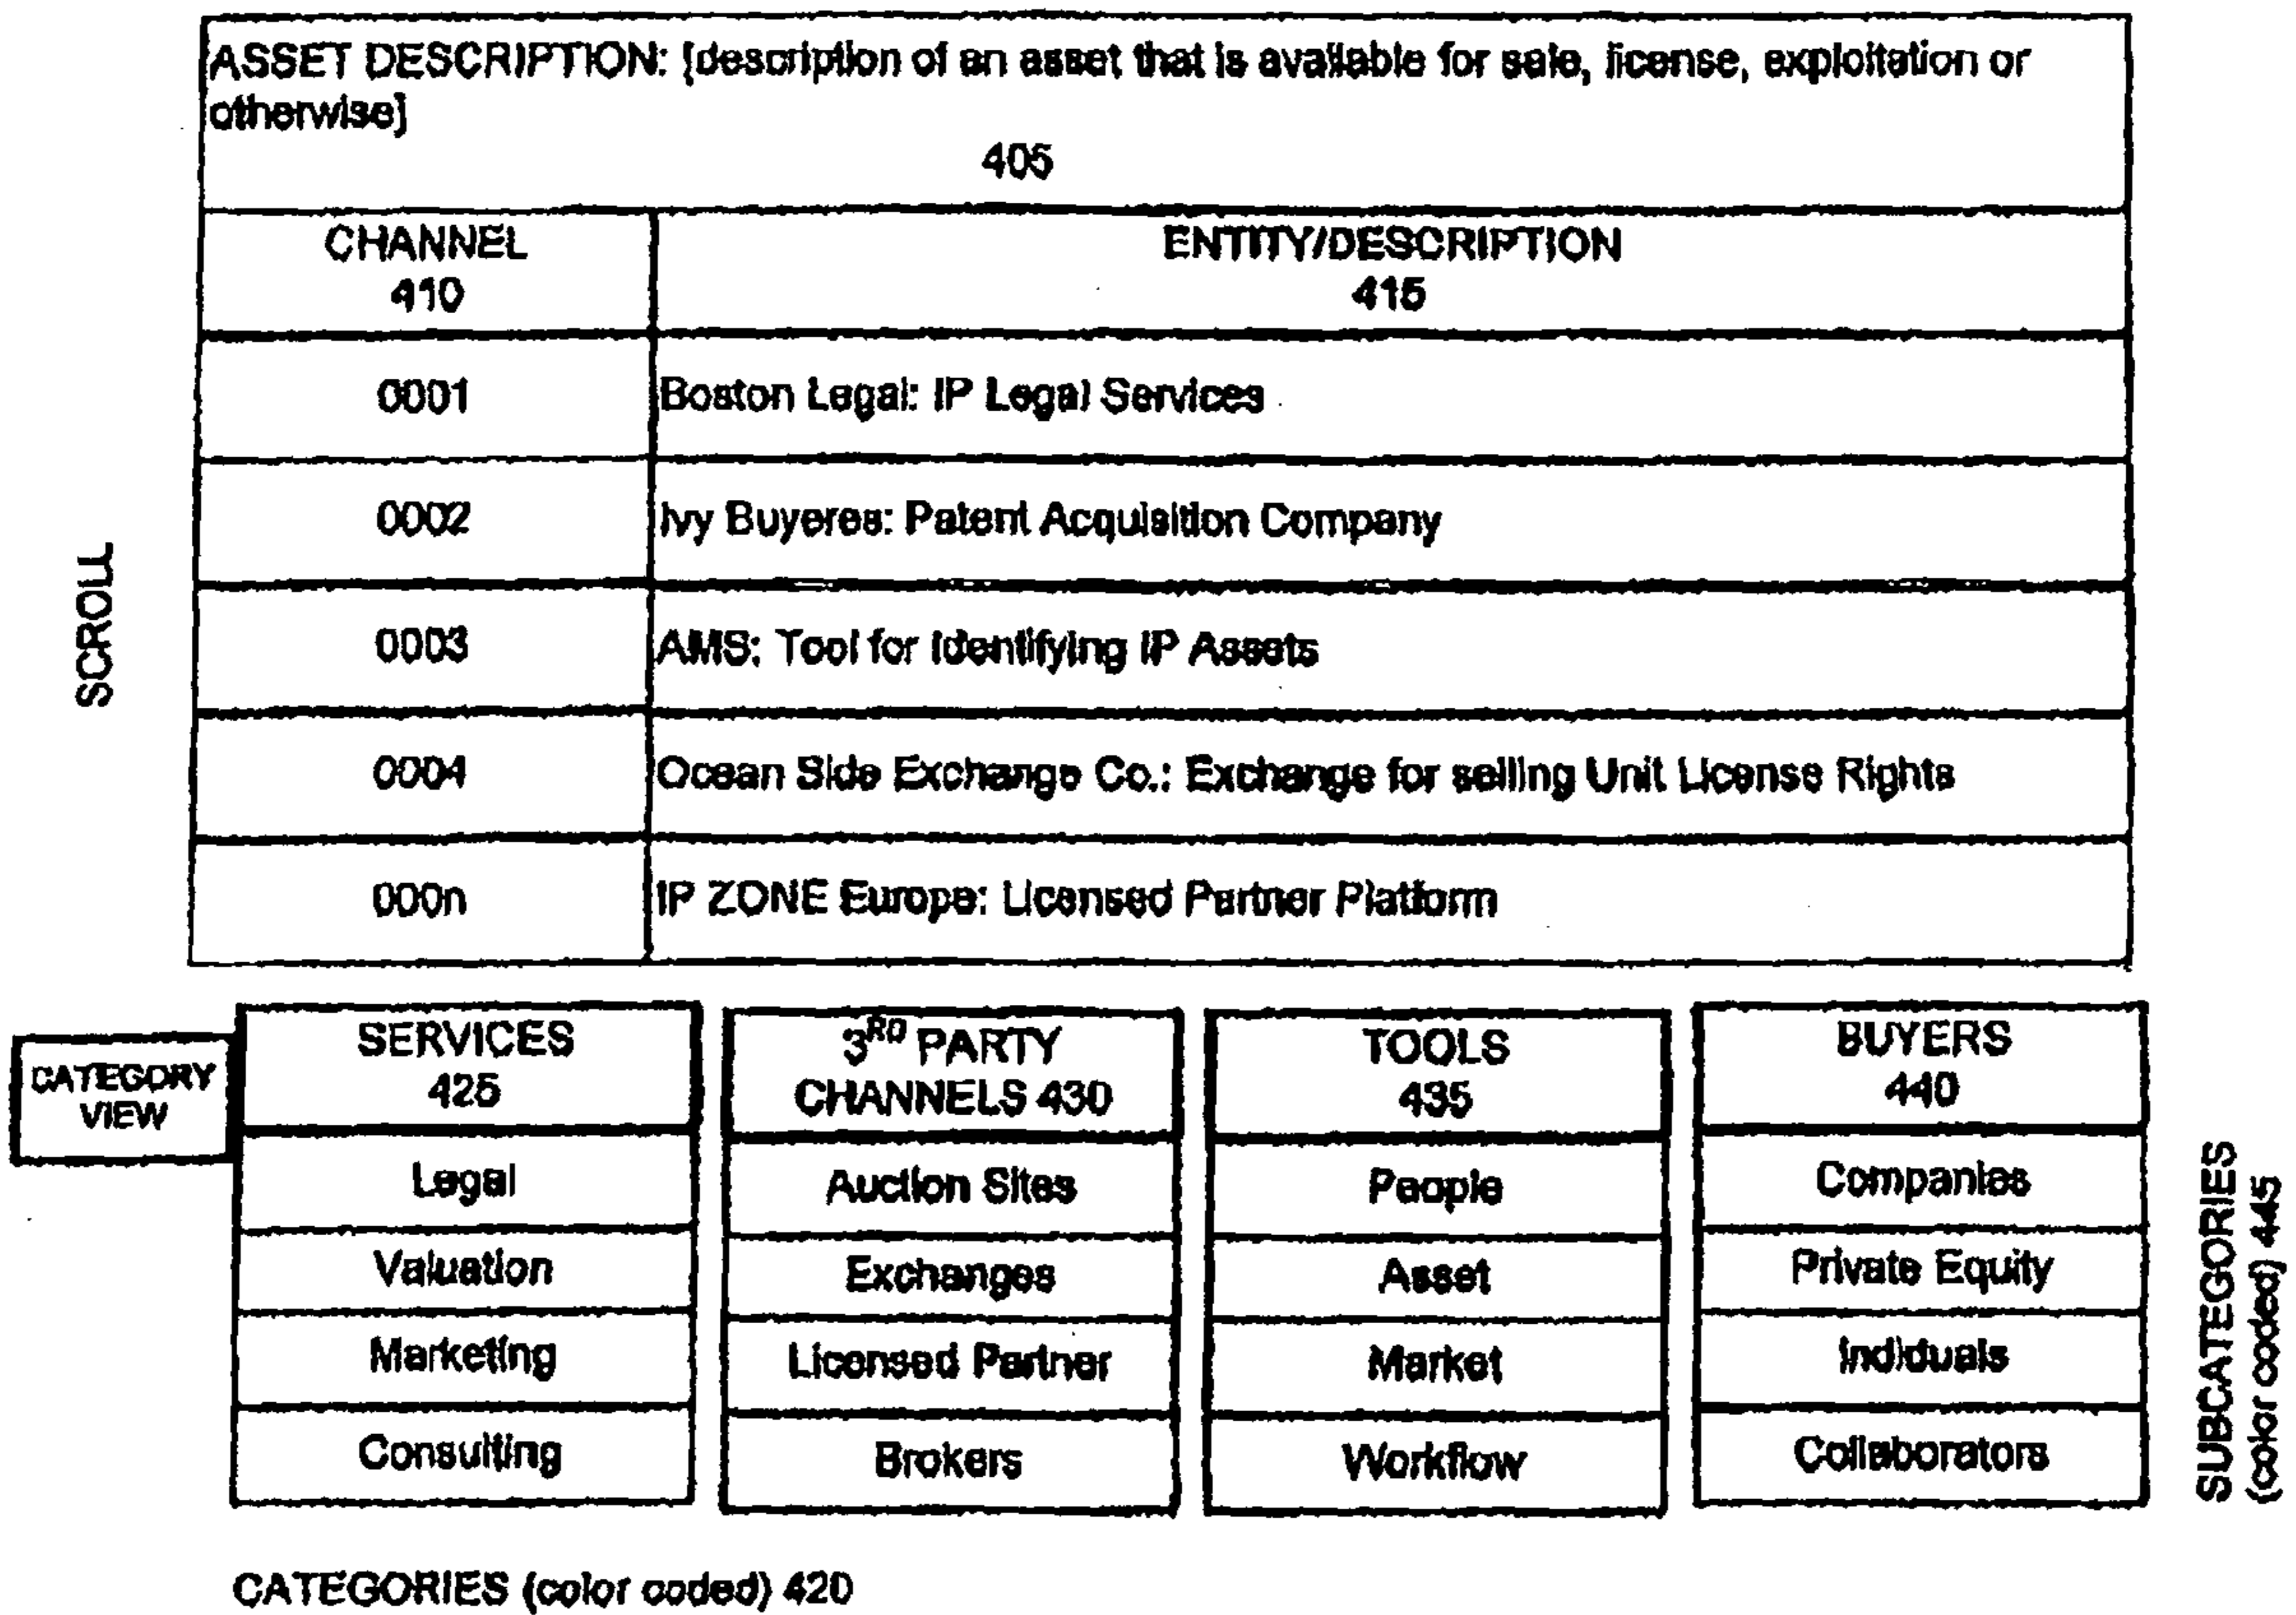 ASSET DESCRIPTION: [description of an asset that is available for sale, license, exploitation or
otherwise]
405
CHANNEL
410
ENTITY/DESCRIPTION
415
0001
Boston Legal: IP Legal Services
0002
Ivy Buyeres: Patent Acquisition Company
0003
AMS: Tool for Identifying IP Assets
0004
Ocean Side Exchange Co.: Exchange for selling Unit License Rights
000n
IP ZONE Europe: Licensed Partner Platform
SCROLL
CATEGORY
VIEW
SERVICES
425
Legal
Valuation
Marketing
Consulting
3RD PARTY
CHANNELS 430
Auction Sites
Exchanges
Licensed Partner
Brokers
TOOLS
435
People
Asset
Market
Workflow
BUYERS
440
Companies
Private Equity
Indiduals
Collaborators
SUBCATEGORIES
(color coded) 445
CATEGORIES (color coded) 420